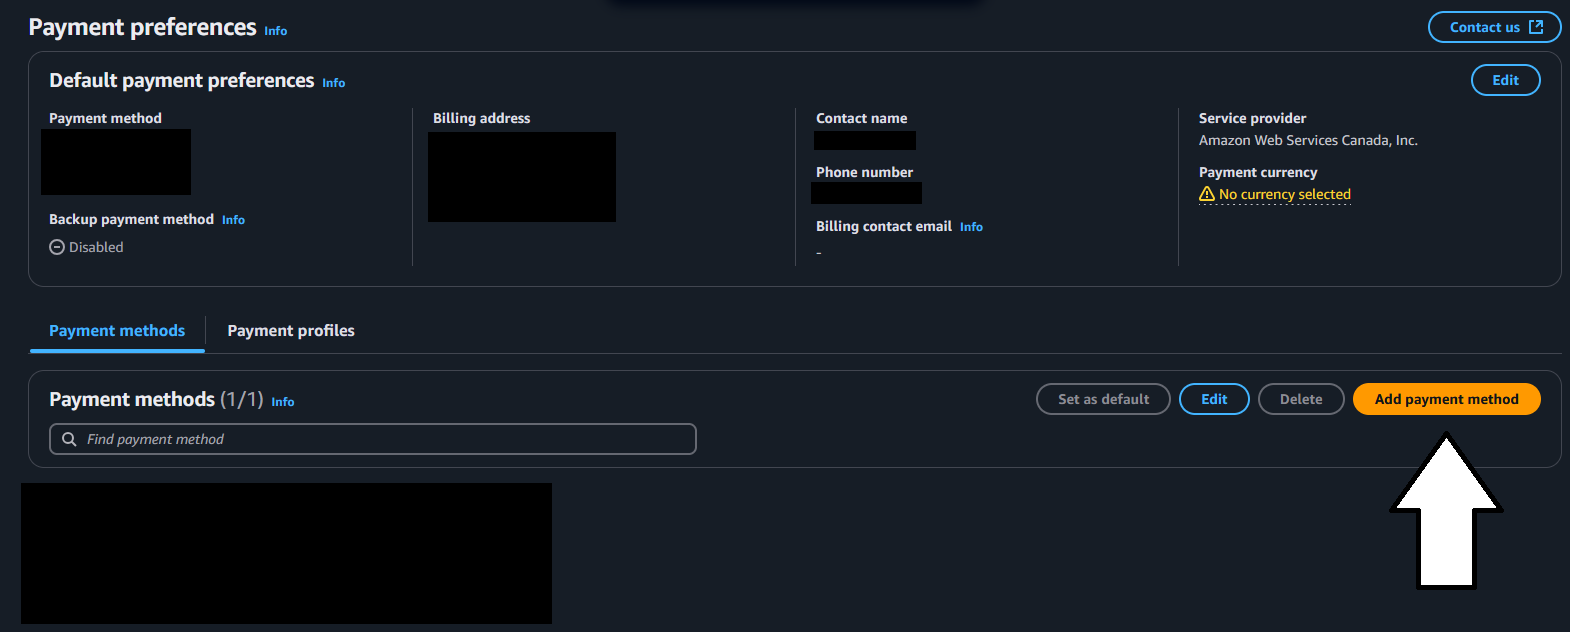 Payment preferences Info
Contact us
Default payment preferences Info
Edit
Payment method
Backup payment method Info
Disabled
Billing address
Contact name
Phone number
Billing contact email Info
-
Service provider
Amazon Web Services Canada, Inc.
Payment currency
No currency selected
Payment methods
Payment profiles
Payment methods (1/1) Info
Set as default
Edit
Delete
Add payment method
Find payment method